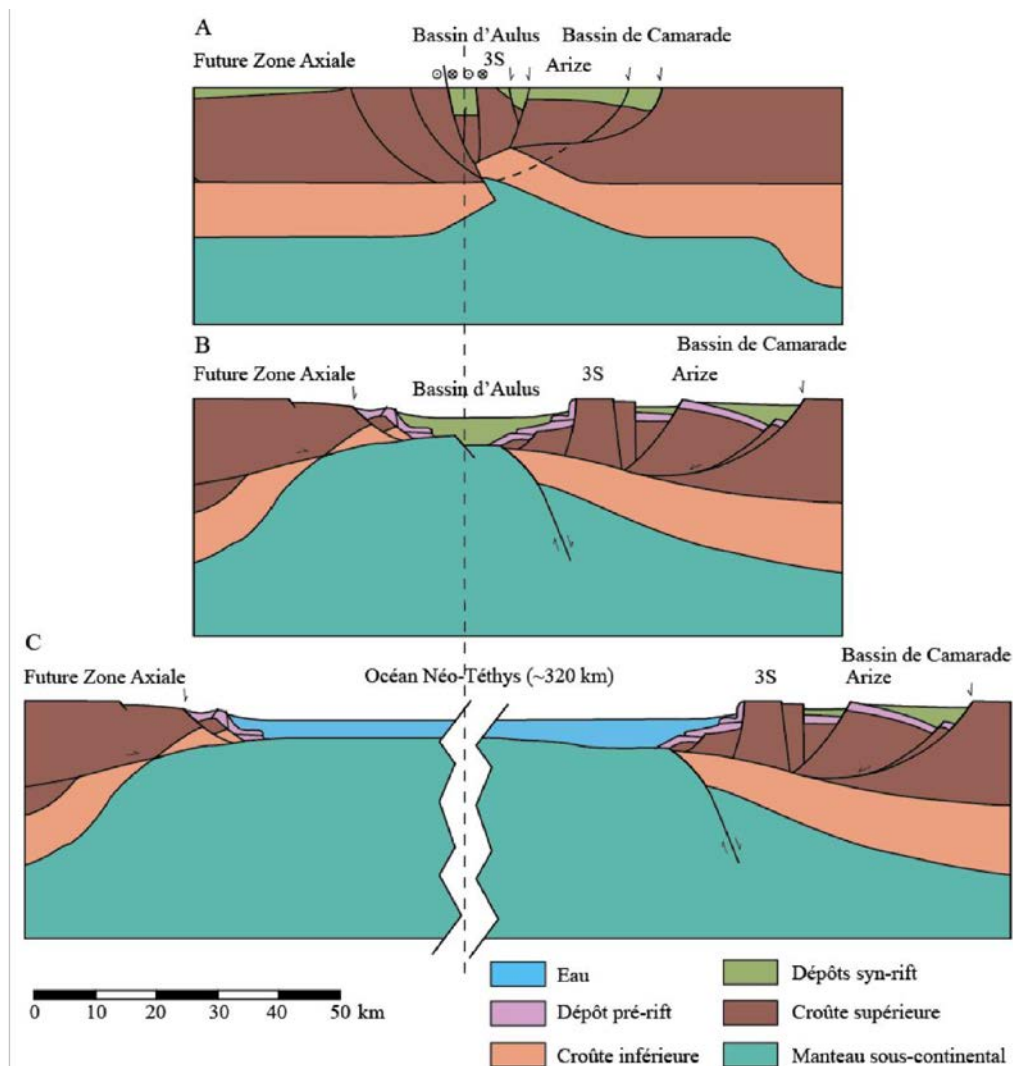 A
Bassin d'Aulus
Bassin de Camarade
Future Zone Axiale
3S
Arize
B
Bassin de Camarade
Future Zone Axiale
3S
Arize
Bassin d'Aulus
C
Bassin de Camarade
Future Zone Axiale
Océan Néo-Téthys (~320 km)
3S
Arize
Eau
Dépôts syn-rift
Dépôt pré-rift
Croûte supérieure
Croûte inférieure
Manteau sous-continental
0 10 20 30 40 50 km